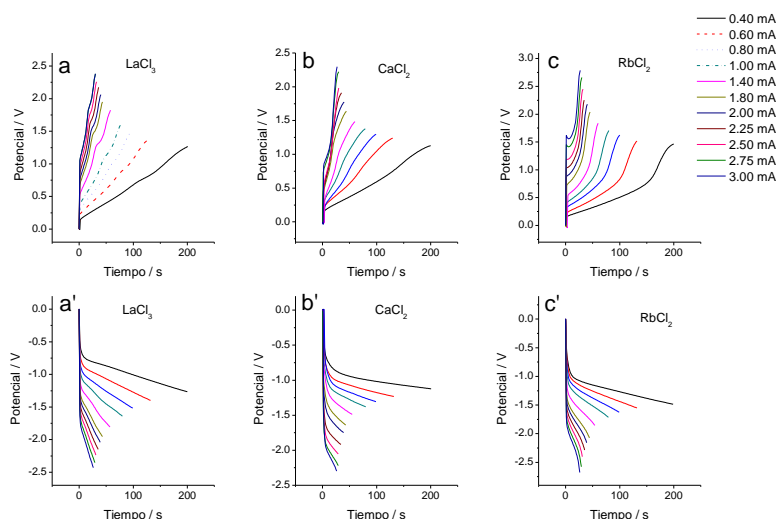 a
LaCl3
Potencial / V
2.5
2.0
1.5
1.0
0.5
0.0
0
100
200
Tiempo / s
b
CaCl2
Potencial / V
2.5
2.0
1.5
1.0
0.5
0.0
0
100
200
Tiempo / s
c
RbCl2
Potencial / V
3.0
2.5
2.0
1.5
1.0
0.5
0.0
0
100
200
Tiempo / s
0.40 mA
0.60 mA
0.80 mA
1.00 mA
1.40 mA
1.80 mA
2.00 mA
2.25 mA
2.50 mA
2.75 mA
3.00 mA
a'
LaCl3
Potencial / V
0.0
-0.5
-1.0
-1.5
-2.0
-2.5
0
100
200
Tiempo / s
b'
CaCl2
Potencial / V
0.0
-0.5
-1.0
-1.5
-2.0
-2.5
0
100
200
Tiempo / s
c'
RbCl2
Potencial / V
0.0
-0.5
-1.0
-1.5
-2.0
-2.5
0
100
200
Tiempo / s